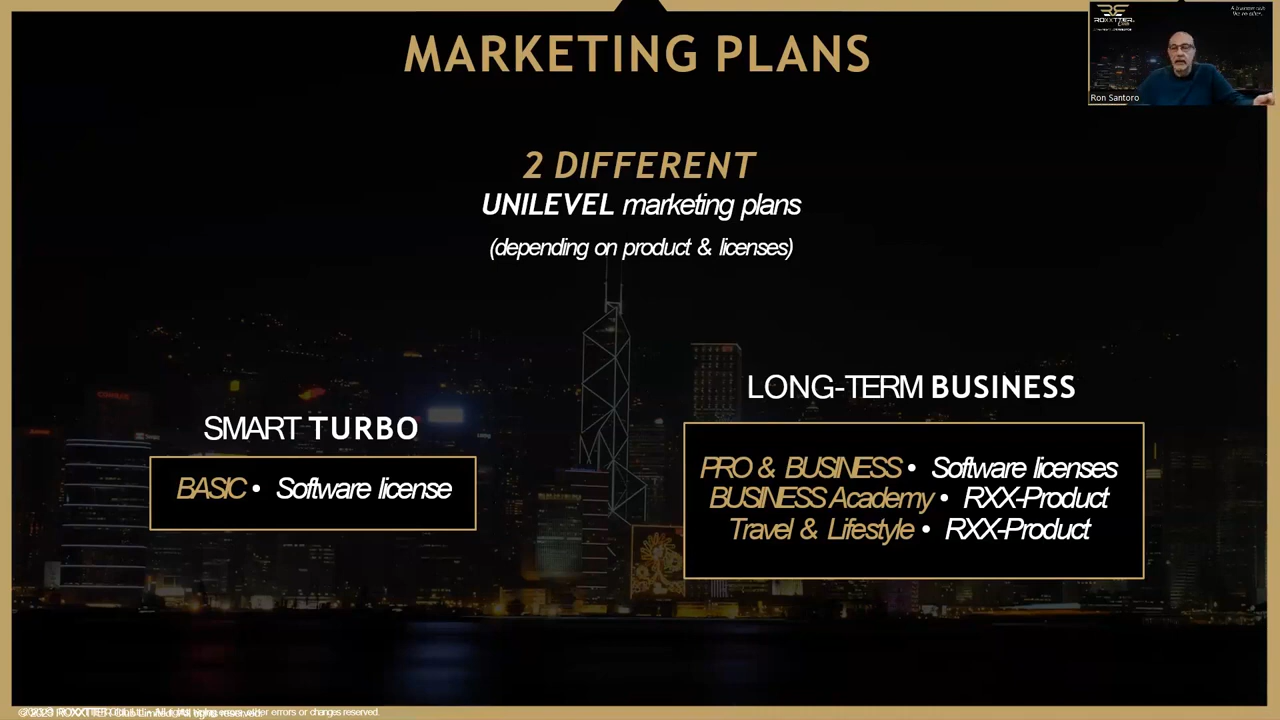 MARKETING PLANS
2 DIFFERENT
UNILEVEL marketing plans
(depending on product & licenses)
SMART TURBO
BASIC • Software license
LONG-TERM BUSINESS
PRO & BUSINESS • Software licenses
BUSINESS Academy • RXX-Product
Travel & Lifestyle • RXX-Product
ROXXTTER
Ron Santoro